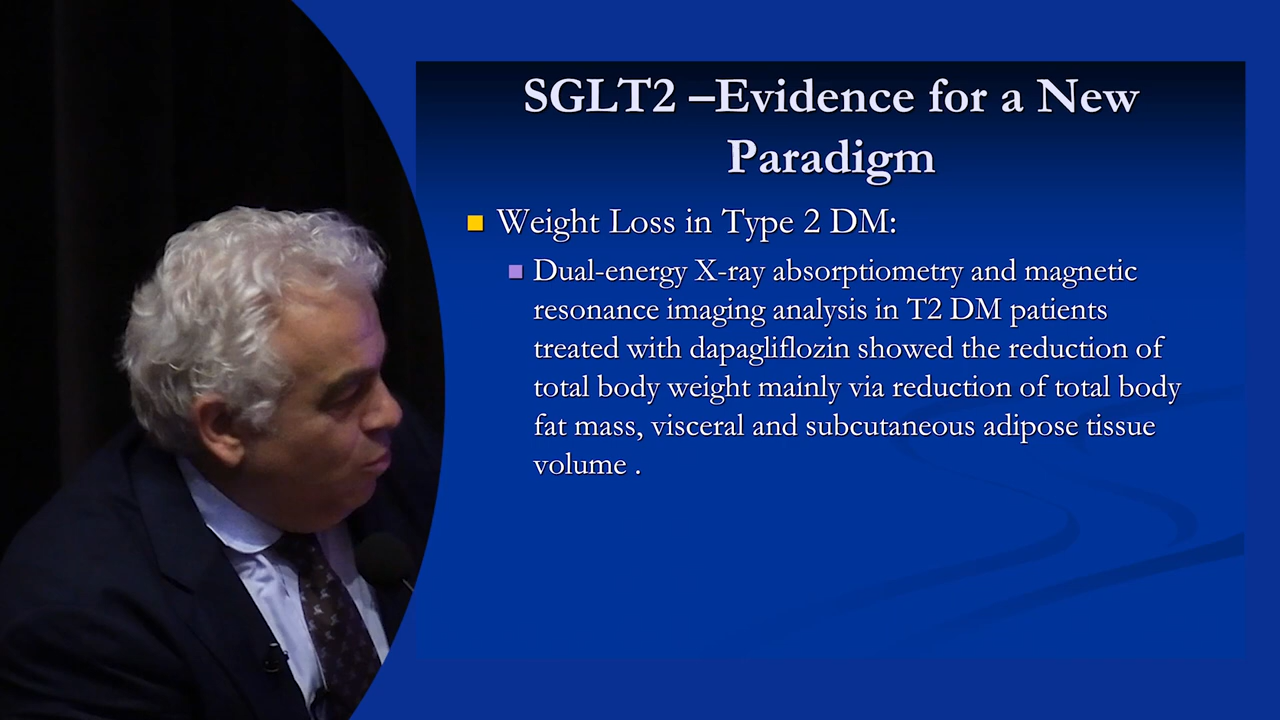 SGLT2 –Evidence for a New
Paradigm
Weight Loss in Type 2 DM:
Dual-energy X-ray absorptiometry and magnetic
resonance imaging analysis in T2 DM patients
treated with dapagliflozin showed the reduction of
total body weight mainly via reduction of total body
fat mass, visceral and subcutaneous adipose tissue
volume .